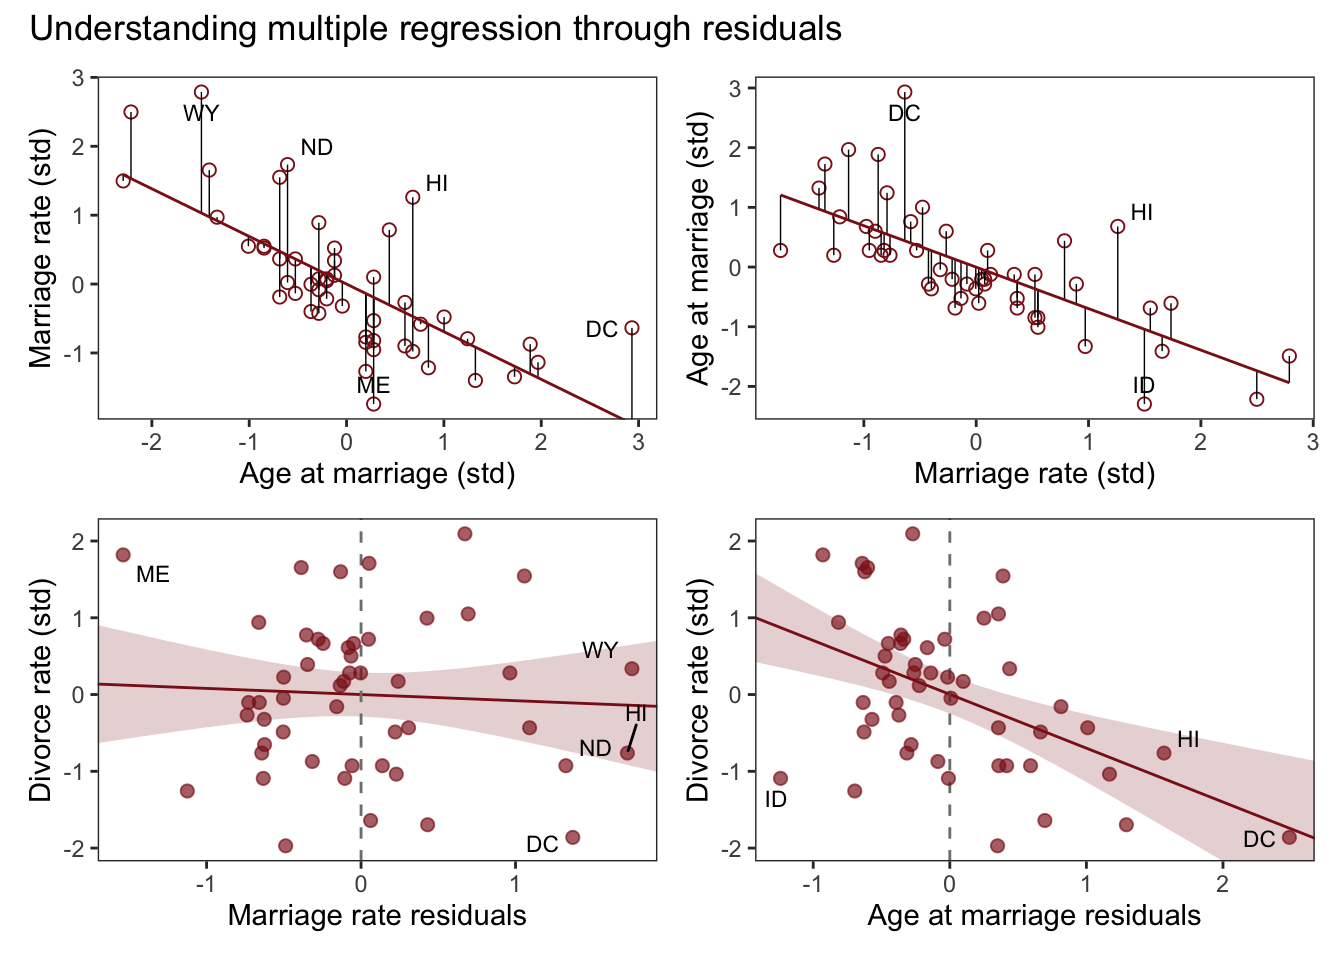 Understanding multiple regression through residuals
3
2
1
0
-1
Marriage rate (std)
WY
ND
HI
DC
ME
-2
-1
0
1
2
3
Age at marriage (std)
3
2
1
0
-1
-2
Age at marriage (std)
DC
HI
ID
-1
0
1
2
3
Marriage rate (std)
2
1
0
-1
-2
Divorce rate (std)
ME
WY
HI
ND
DC
-1
0
1
Marriage rate residuals
2
1
0
-1
-2
Divorce rate (std)
HI
ID
DC
-1
0
1
2
Age at marriage residuals